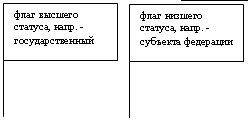 флаг высшего
статуса, напр. -
государственный
флаг низшего
статуса, напр. -
субъекта федерации